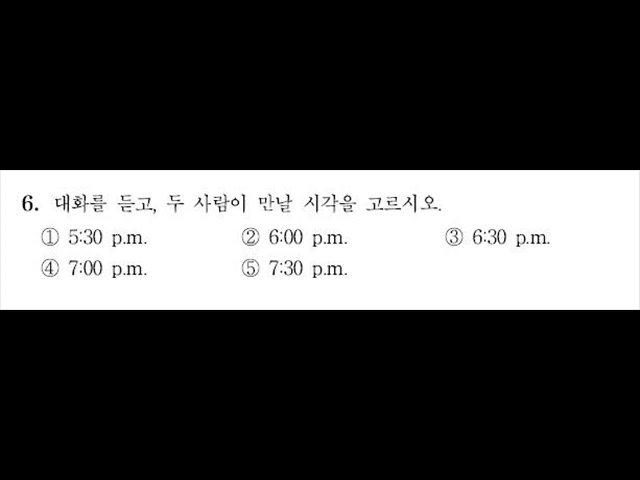 6. 대화를 듣고, 두 사람이 만날 시각을 고르시오.
① 5:30 p.m. ② 6:00 p.m. ③ 6:30 p.m.
④ 7:00 p.m. ⑤ 7:30 p.m.